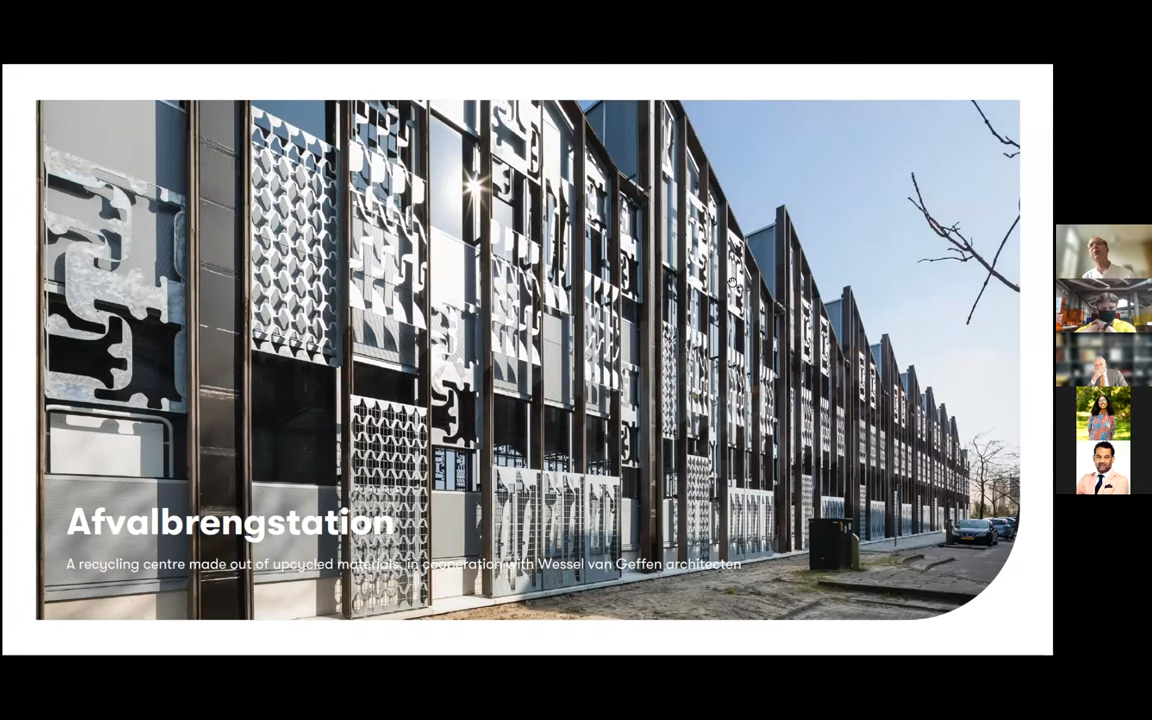 Afvalbrengstation
A recycling centre made out of upcycled materials, in cooperation with Wessel van Geffen architecten